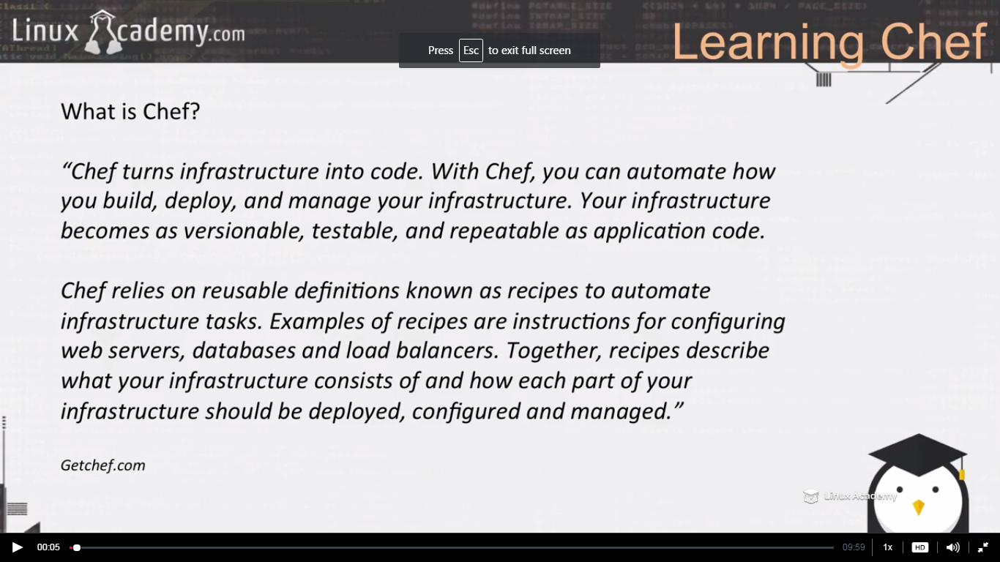 Linux Academy.com
Press Esc to exit full screen
Learning Chef
What is Chef?
“Chef turns infrastructure into code. With Chef, you can automate how
you build, deploy, and manage your infrastructure. Your infrastructure
becomes as versionable, testable, and repeatable as application code.
Chef relies on reusable definitions known as recipes to automate
infrastructure tasks. Examples of recipes are instructions for configuring
web servers, databases and load balancers. Together, recipes describe
what your infrastructure consists of and how each part of your
infrastructure should be deployed, configured and managed.”
Getchef.com
Linux Academy
00:05
09:59
1x
HD